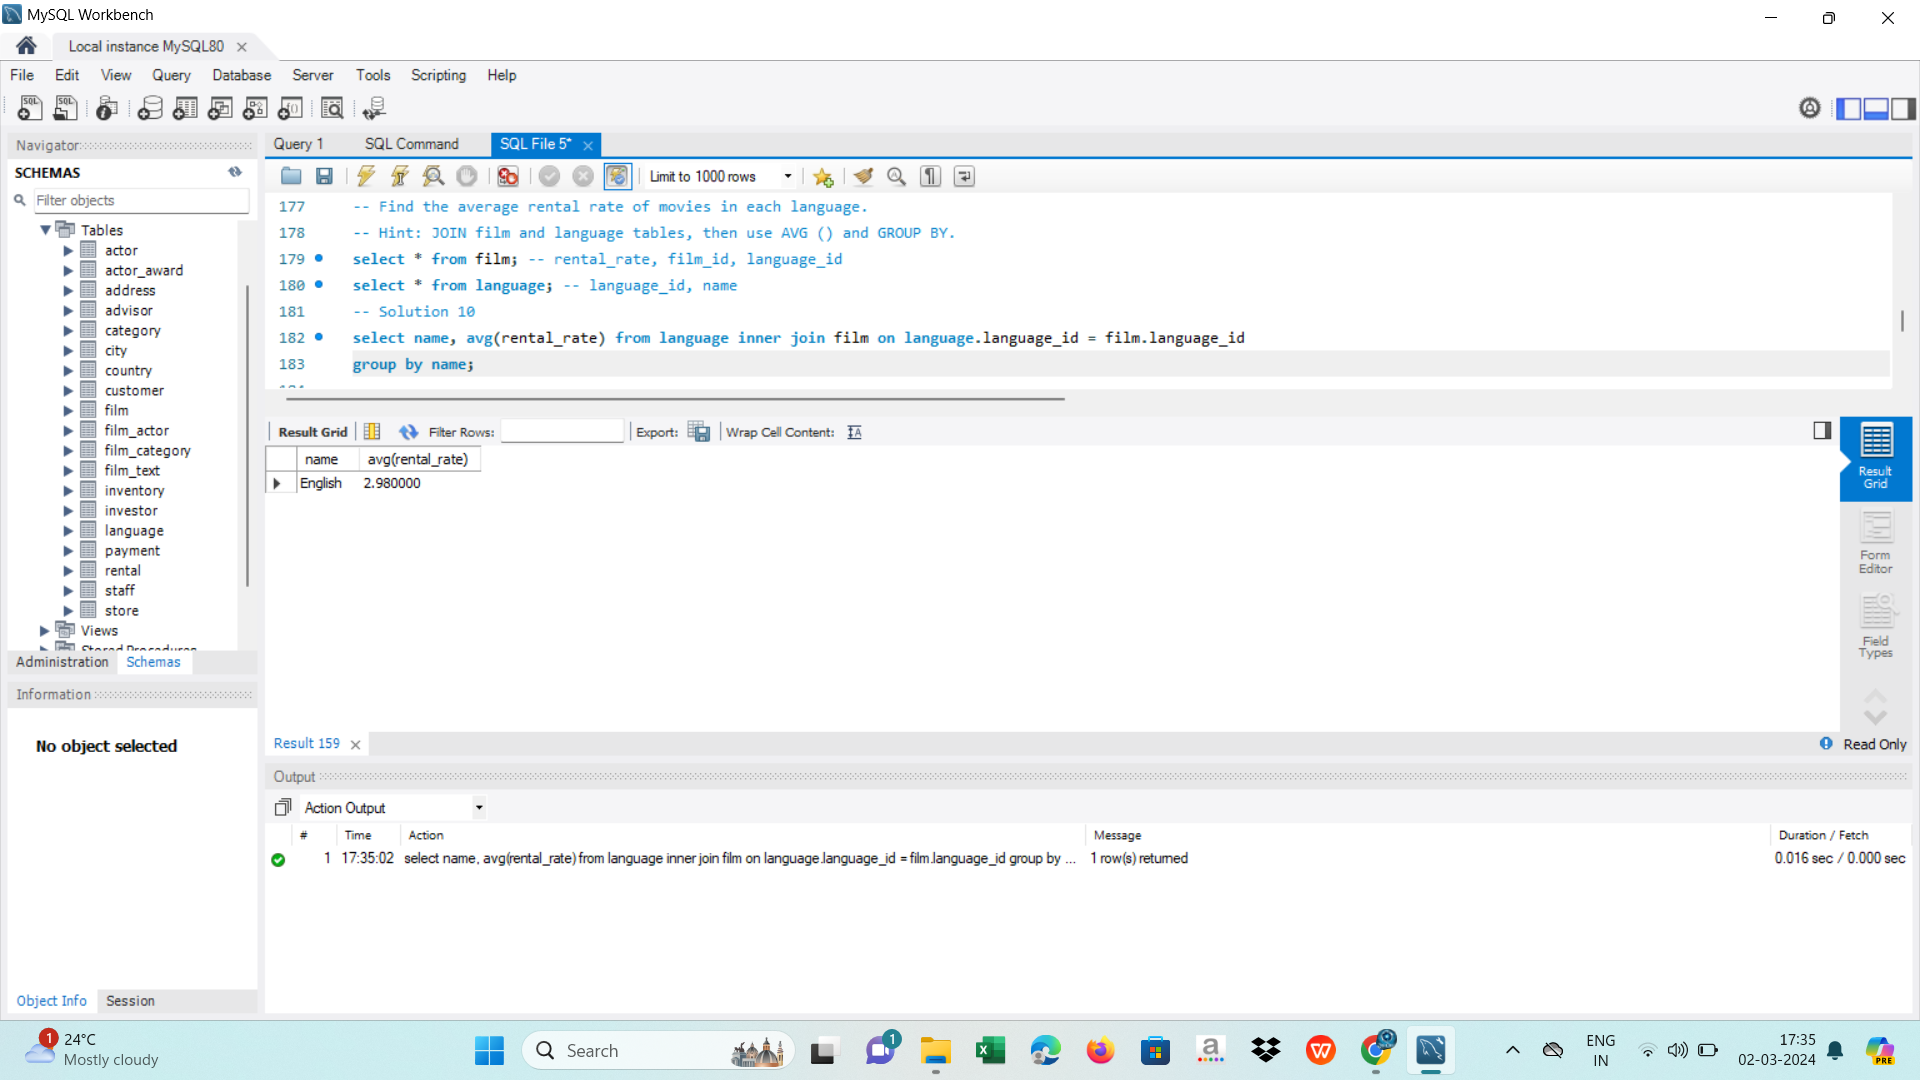 MySQL Workbench
Local instance MySQL80
File Edit View Query Database Server Tools Scripting Help
Navigator
SCHEMAS
Filter objects
Tables
actor
actor_award
address
advisor
category
city
country
customer
film
film_actor
film_category
film_text
inventory
investor
language
payment
rental
staff
store
Views
Stored Procedures
Administration Schemas
Information
No object selected
Object Info Session
Query 1 SQL Command SQL File 5*
Limit to 1000 rows
177 -- Find the average rental rate of movies in each language.
178 -- Hint: JOIN film and language tables, then use AVG () and GROUP BY.
179 select * from film; -- rental_rate, film_id, language_id
180 select * from language; -- language_id, name
181 -- Solution 10
182 select name, avg(rental_rate) from language inner join film on language.language_id = film.language_id
183 group by name;
Result Grid Filter Rows: Export: Wrap Cell Content:
name avg(rental_rate)
English 2.980000
Result Grid
Form Editor
Field Types
Result 159
Read Only
Output
Action Output
# Time Action Message Duration / Fetch
1 17:35:02 select name, avg(rental_rate) from language inner join film on language.language_id = film.language_id group by ... 1 row(s) returned 0.016 sec / 0.000 sec
1
24°C
Mostly cloudy
Search
1
ENG
IN
17:35
02-03-2024
PRE